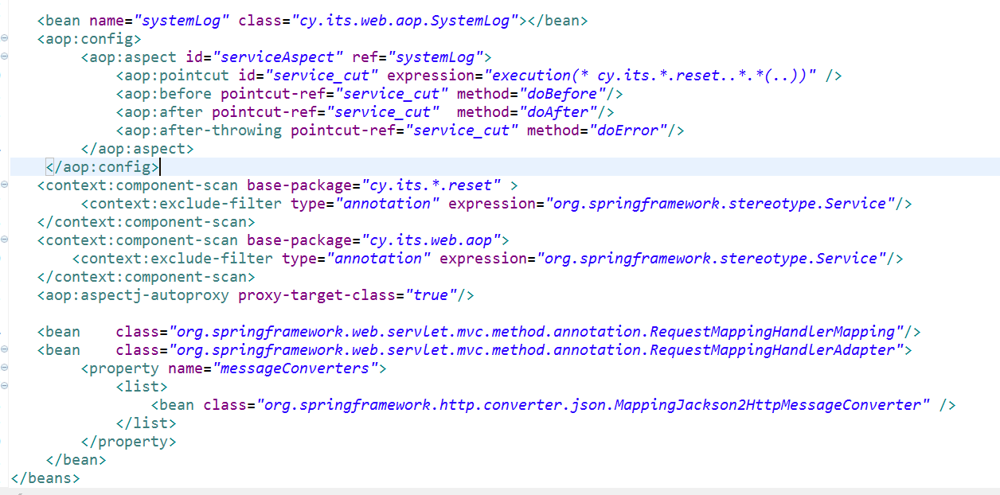 <bean name="systemLog" class="cy.its.web.aop.SystemLog"></bean>
<aop:config>
<aop:aspect id="serviceAspect" ref="systemLog">
<aop:pointcut id="service_cut" expression="execution(* cy.its.*.reset..*.*(..))" />
<aop:before pointcut-ref="service_cut" method="doBefore"/>
<aop:after pointcut-ref="service_cut"  method="doAfter"/>
<aop:after-throwing pointcut-ref="service_cut" method="doError"/>
</aop:aspect>
</aop:config>
<context:component-scan base-package="cy.its.*.reset" >
<context:exclude-filter type="annotation" expression="org.springframework.stereotype.Service"/>
</context:component-scan>
<context:component-scan base-package="cy.its.web.aop">
<context:exclude-filter type="annotation" expression="org.springframework.stereotype.Service"/>
</context:component-scan>
<aop:aspectj-autoproxy proxy-target-class="true"/>
<bean    class="org.springframework.web.servlet.mvc.method.annotation.RequestMappingHandlerMapping"/>
<bean    class="org.springframework.web.servlet.mvc.method.annotation.RequestMappingHandlerAdapter">
<property name="messageConverters">
<list>
<bean class="org.springframework.http.converter.json.MappingJackson2HttpMessageConverter" />
</list>
</property>
</bean>
</beans>